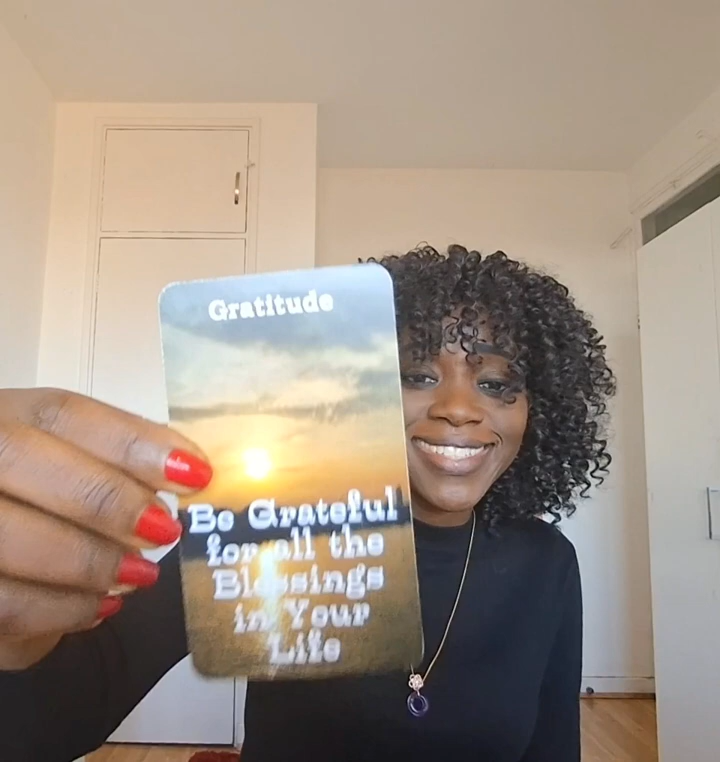 Gratitude
Be Grateful
for all the
Blessings
in Your
Life